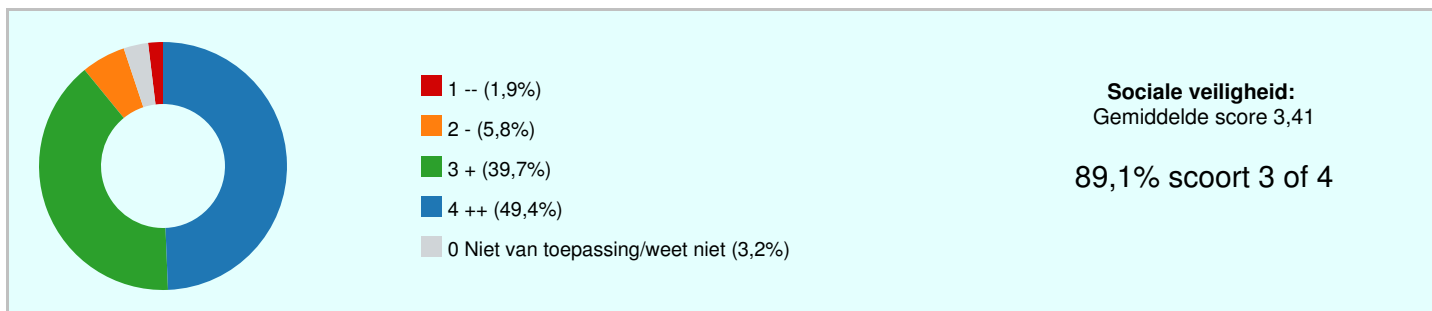 1 -- (1,9%)
2 - (5,8%)
3 + (39,7%)
4 ++ (49,4%)
0 Niet van toepassing/weet niet (3,2%)
Sociale veiligheid:
Gemiddelde score 3,41
89,1% scoort 3 of 4